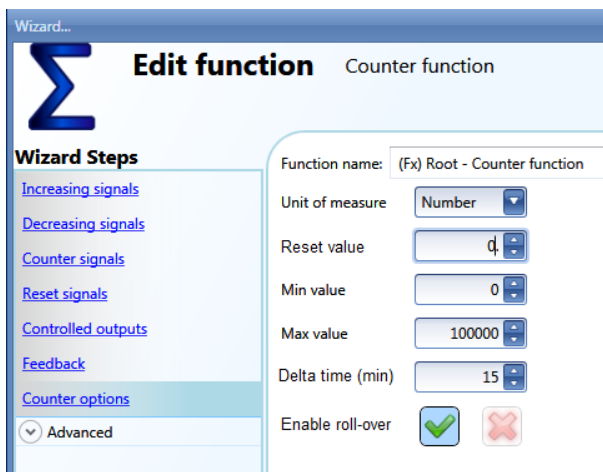 Wizard...
Edit function Counter function
Wizard Steps
Increasing signals
Decreasing signals
Counter signals
Reset signals
Controlled outputs
Feedback
Counter options
Advanced
Function name: (Fx) Root - Counter function
Unit of measure Number
Reset value 0.
Min value 0
Max value 100000
Delta time (min) 15
Enable roll-over